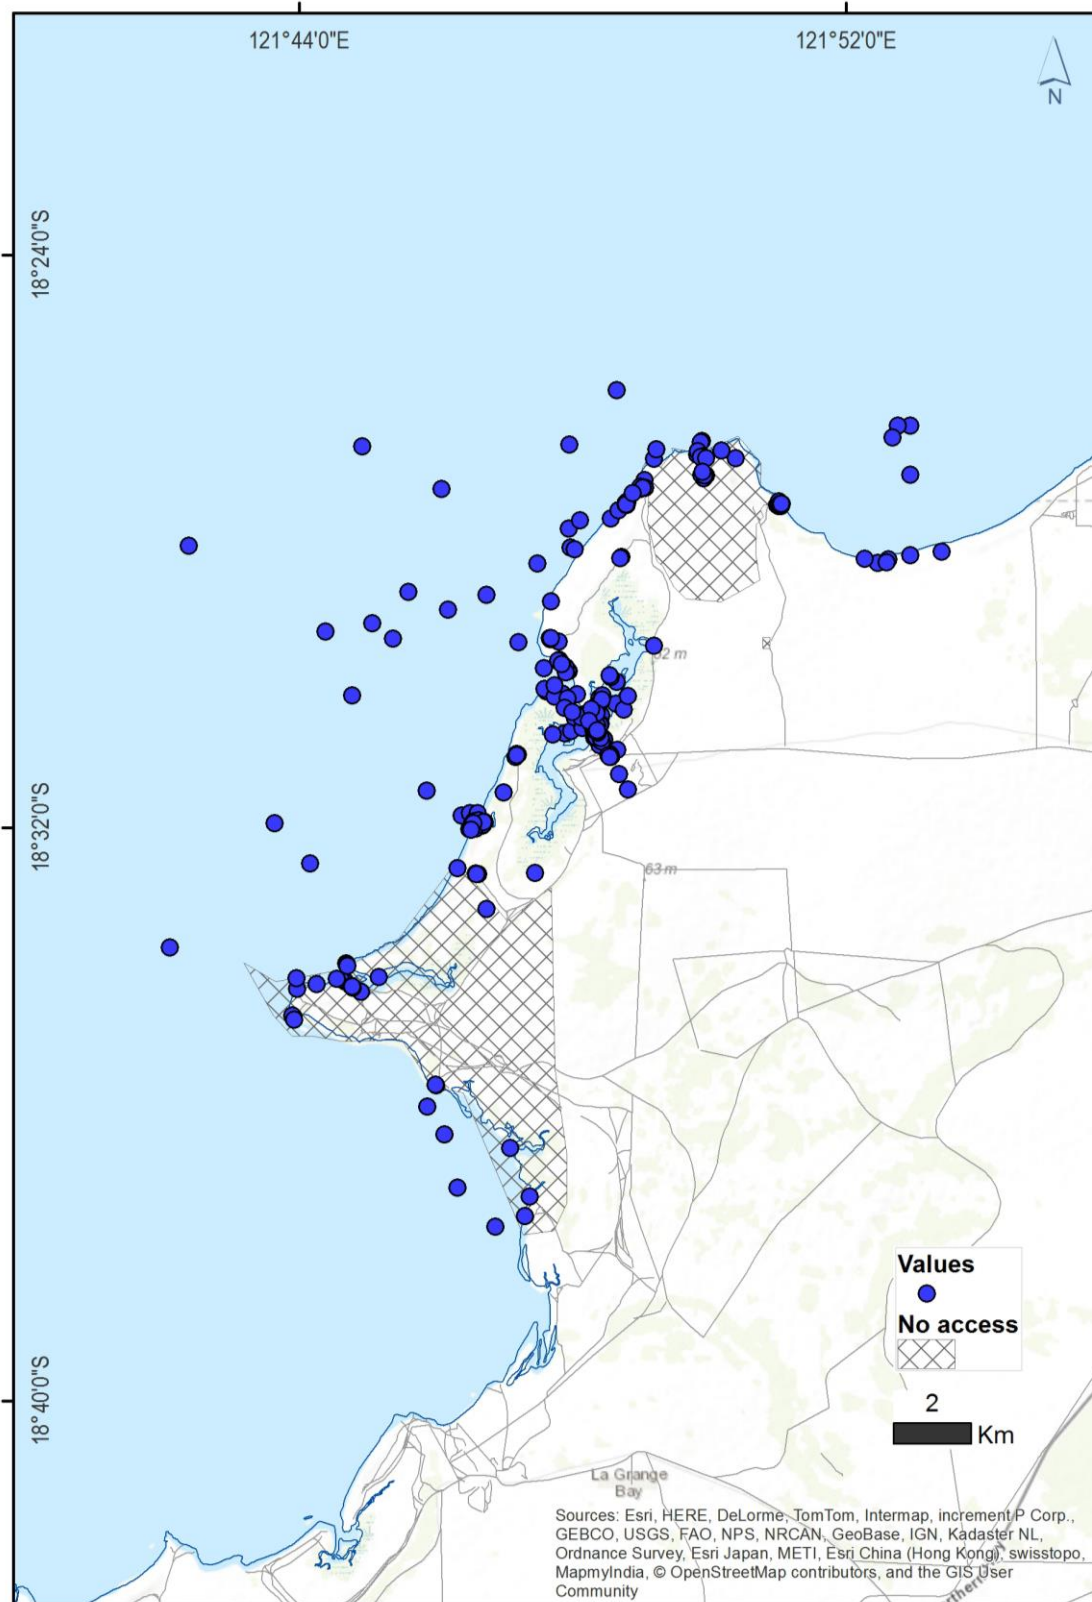 121°44'0"E
121°52'0"E
N
18°24'0"S
62 m
18°32'0"S
63 m
Values
No access
18°40'0"S
2
Km
La Grange
Bay
Sources: Esri, HERE, DeLorme, TomTom, Intermap, increment P Corp.,
GEBCO, USGS, FAO, NPS, NRCAN, GeoBase, IGN, Kadaster NL,
Ordnance Survey, Esri Japan, METI, Esri China (Hong Kong), swisstopo,
MapmyIndia, © OpenStreetMap contributors, and the GIS User
Community